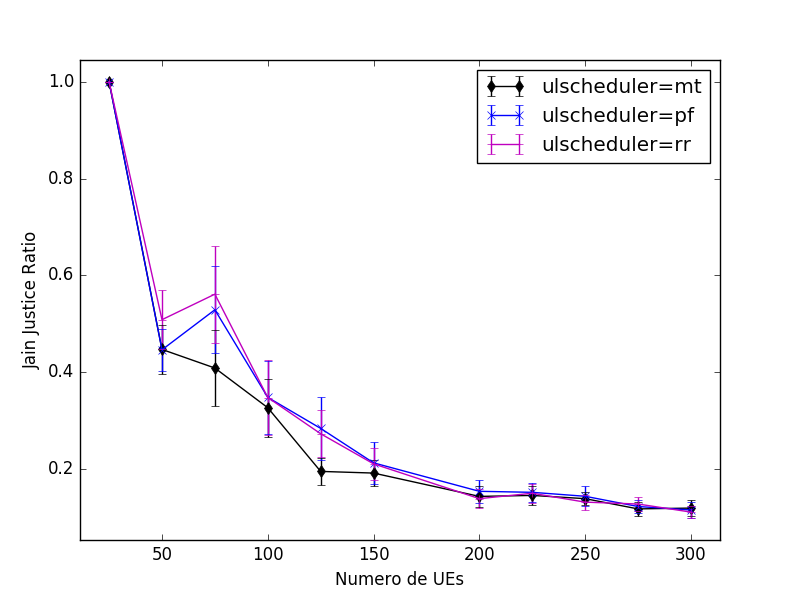 ulscheduler=mt
ulscheduler=pf
ulscheduler=rr
1.0
0.8
0.6
0.4
0.2
Jain Justice Ratio
50 100 150 200 250 300
Numero de UEs